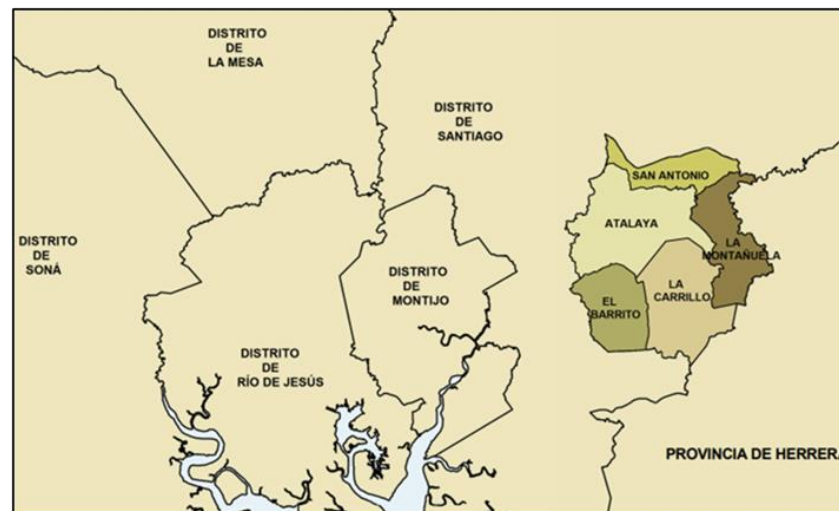 DISTRITO
DE
LA MESA
DISTRITO
DE
SANTIAGO
SAN ANTONIO
ATALAYA
LA
MONTAÑUELA
DISTRITO
DE
SONÁ
DISTRITO
DE
MONTIJO
LA
CARRILLO
EL
BARRITO
DISTRITO
DE
RÍO DE JESÚS
PROVINCIA DE HERRERA